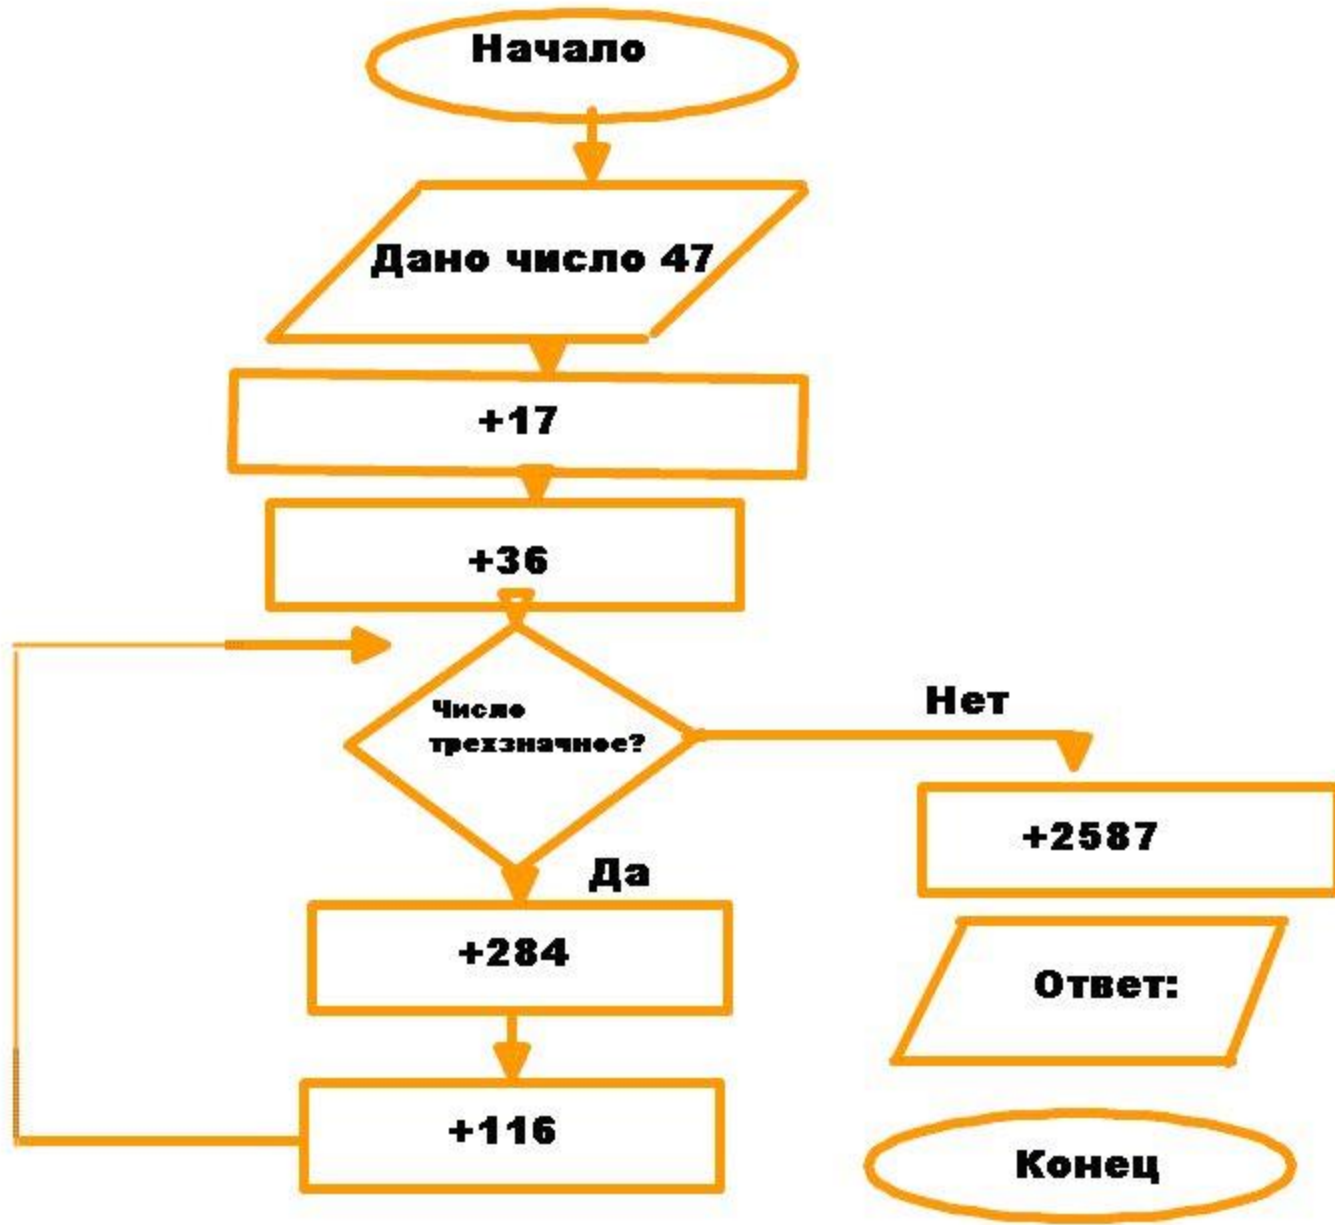 Начало
Дано число 47
+17
+36
Число
трехзначное?
Нет
+2587
Да
+284
Ответ:
+116
Конец